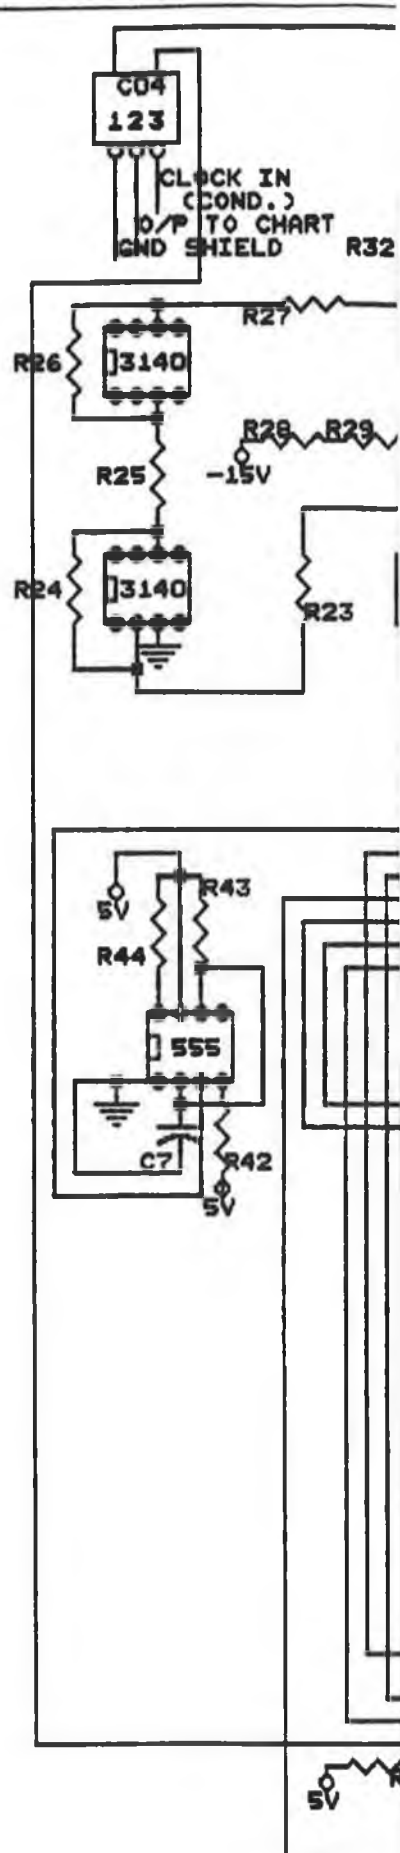 C04
123
CLOCK IN
(COND.)
O/P TO CHART
GND SHIELD
R32
R27
R26
3140
R28
R29
R25
-15V
R24
3140
R23
5V
R43
R44
555
C7
R42
5V
5V